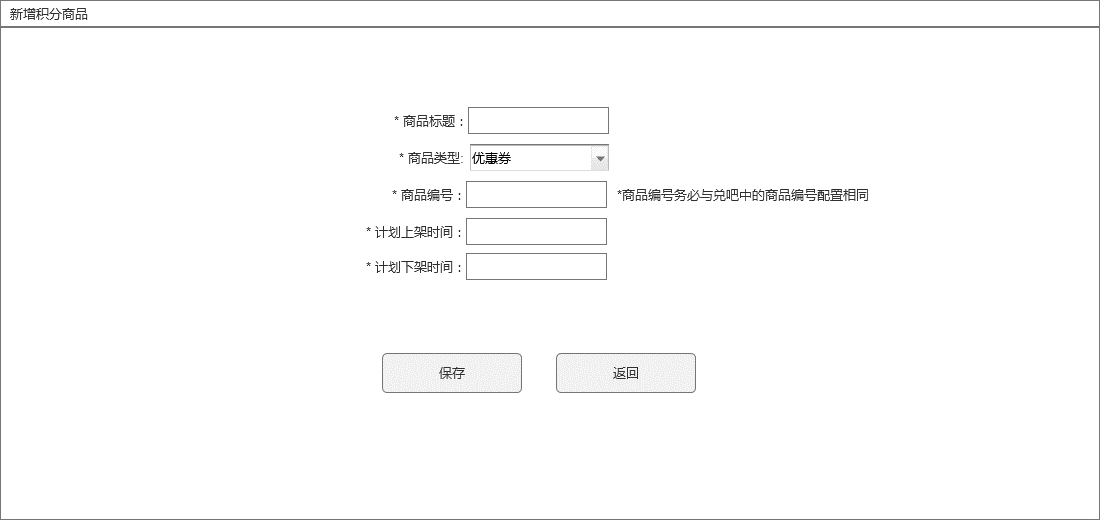 新增积分商品
* 商品标题：
* 商品类型: 优惠券
* 商品编号： *商品编号务必与兑吧中的商品编号配置相同
* 计划上架时间：
* 计划下架时间：
保存 返回